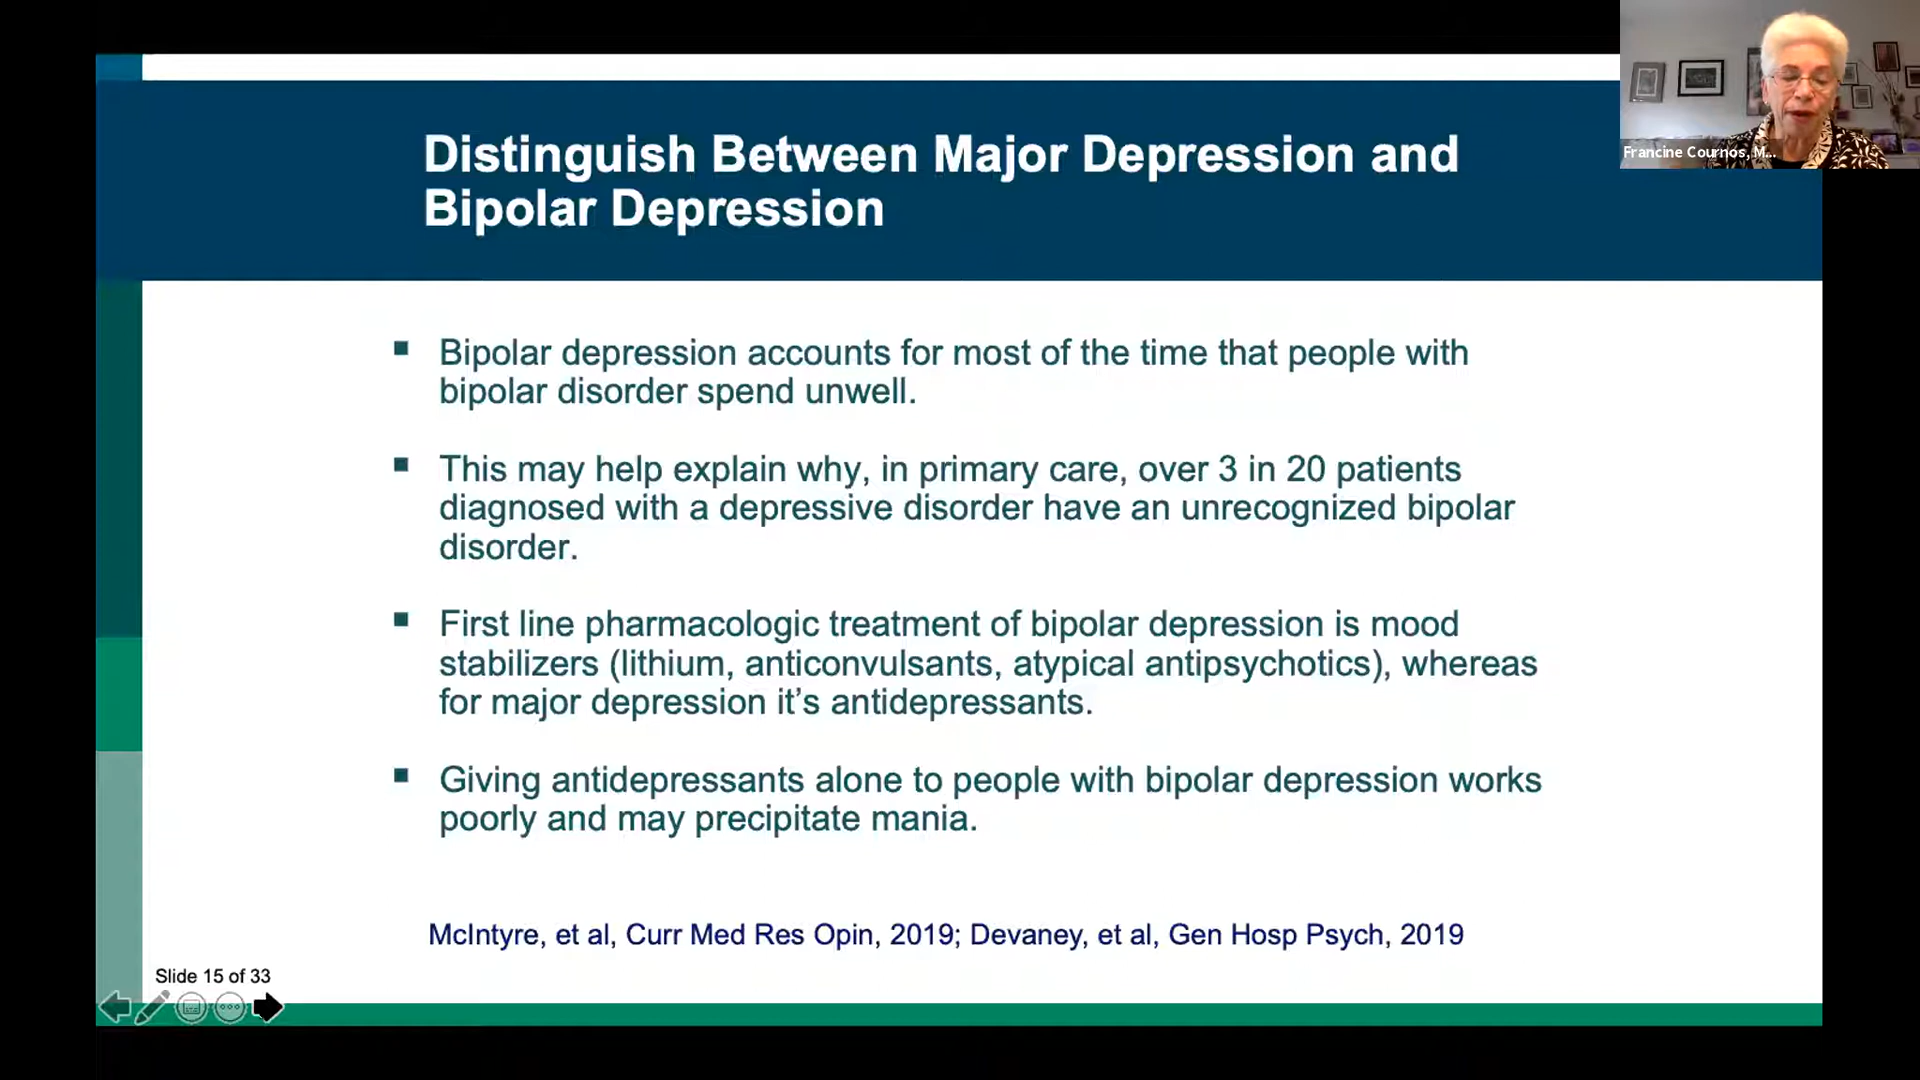 Francine Cournos, M...
Distinguish Between Major Depression and
Bipolar Depression
Bipolar depression accounts for most of the time that people with
bipolar disorder spend unwell.
This may help explain why, in primary care, over 3 in 20 patients
diagnosed with a depressive disorder have an unrecognized bipolar
disorder.
First line pharmacologic treatment of bipolar depression is mood
stabilizers (lithium, anticonvulsants, atypical antipsychotics), whereas
for major depression it’s antidepressants.
Giving antidepressants alone to people with bipolar depression works
poorly and may precipitate mania.
McIntyre, et al, Curr Med Res Opin, 2019; Devaney, et al, Gen Hosp Psych, 2019
Slide 15 of 33